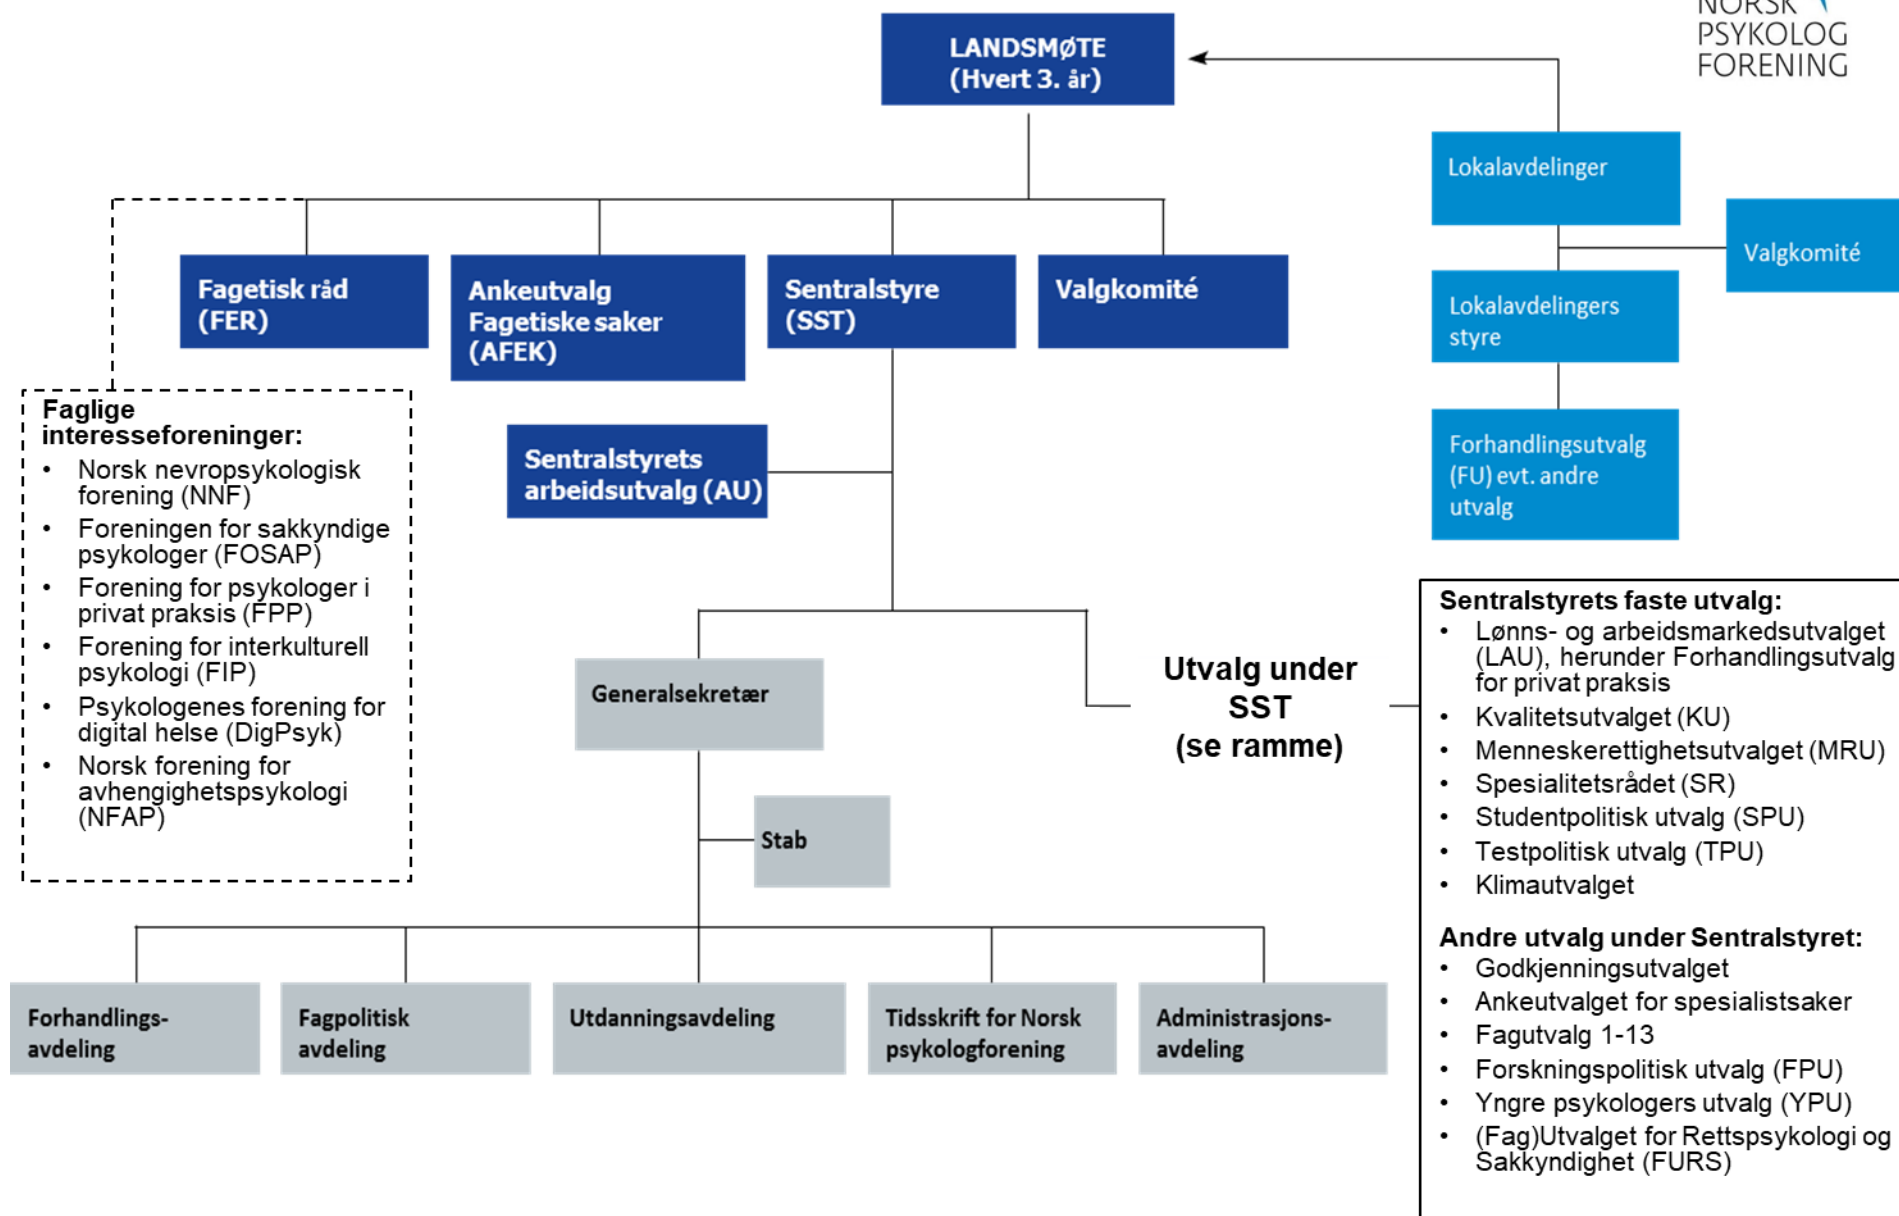 NORSK
PSYKOLOG
FORENING
LANDSMØTE
(Hvert 3. år)
Lokalavdelinger
Valgkomité
Lokalavdelingers
styre
Forhandlingsutvalg
(FU) evt. andre
utvalg
Fagetisk råd
(FER)
Ankeutvalg
Fagetiske saker
(AFEK)
Sentralstyre
(SST)
Valgkomité
Sentralstyrets
arbeidsutvalg (AU)
Faglige
interesseforeninger:
• Norsk nevropsykologisk
forening (NNF)
• Foreningen for sakkyndige
psykologer (FOSAP)
• Forening for psykologer i
privat praksis (FPP)
• Forening for interkulturell
psykologi (FIP)
• Psykologenes forening for
digital helse (DigPsyk)
• Norsk forening for
avhengighetspsykologi
(NFAP)
Generalsekretær
Stab
Utvalg under
SST
(se ramme)
Sentralstyrets faste utvalg:
• Lønns- og arbeidsmarkedsutvalget
(LAU), herunder Forhandlingsutvalg
for privat praksis
• Kvalitetsutvalget (KU)
• Menneskerettighetsutvalget (MRU)
• Spesialitetsrådet (SR)
• Studentpolitisk utvalg (SPU)
• Testpolitisk utvalg (TPU)
• Klimautvalget
Andre utvalg under Sentralstyret:
• Godkjenningsutvalget
• Ankeutvalget for spesialistsaker
• Fagutvalg 1-13
• Forskningspolitisk utvalg (FPU)
• Yngre psykologers utvalg (YPU)
• (Fag)Utvalget for Rettspsykologi og
Sakkyndighet (FURS)
Forhandlings-
avdeling
Fagpolitisk
avdeling
Utdanningsavdeling
Tidsskrift for Norsk
psykologforening
Administrasjons-
avdeling